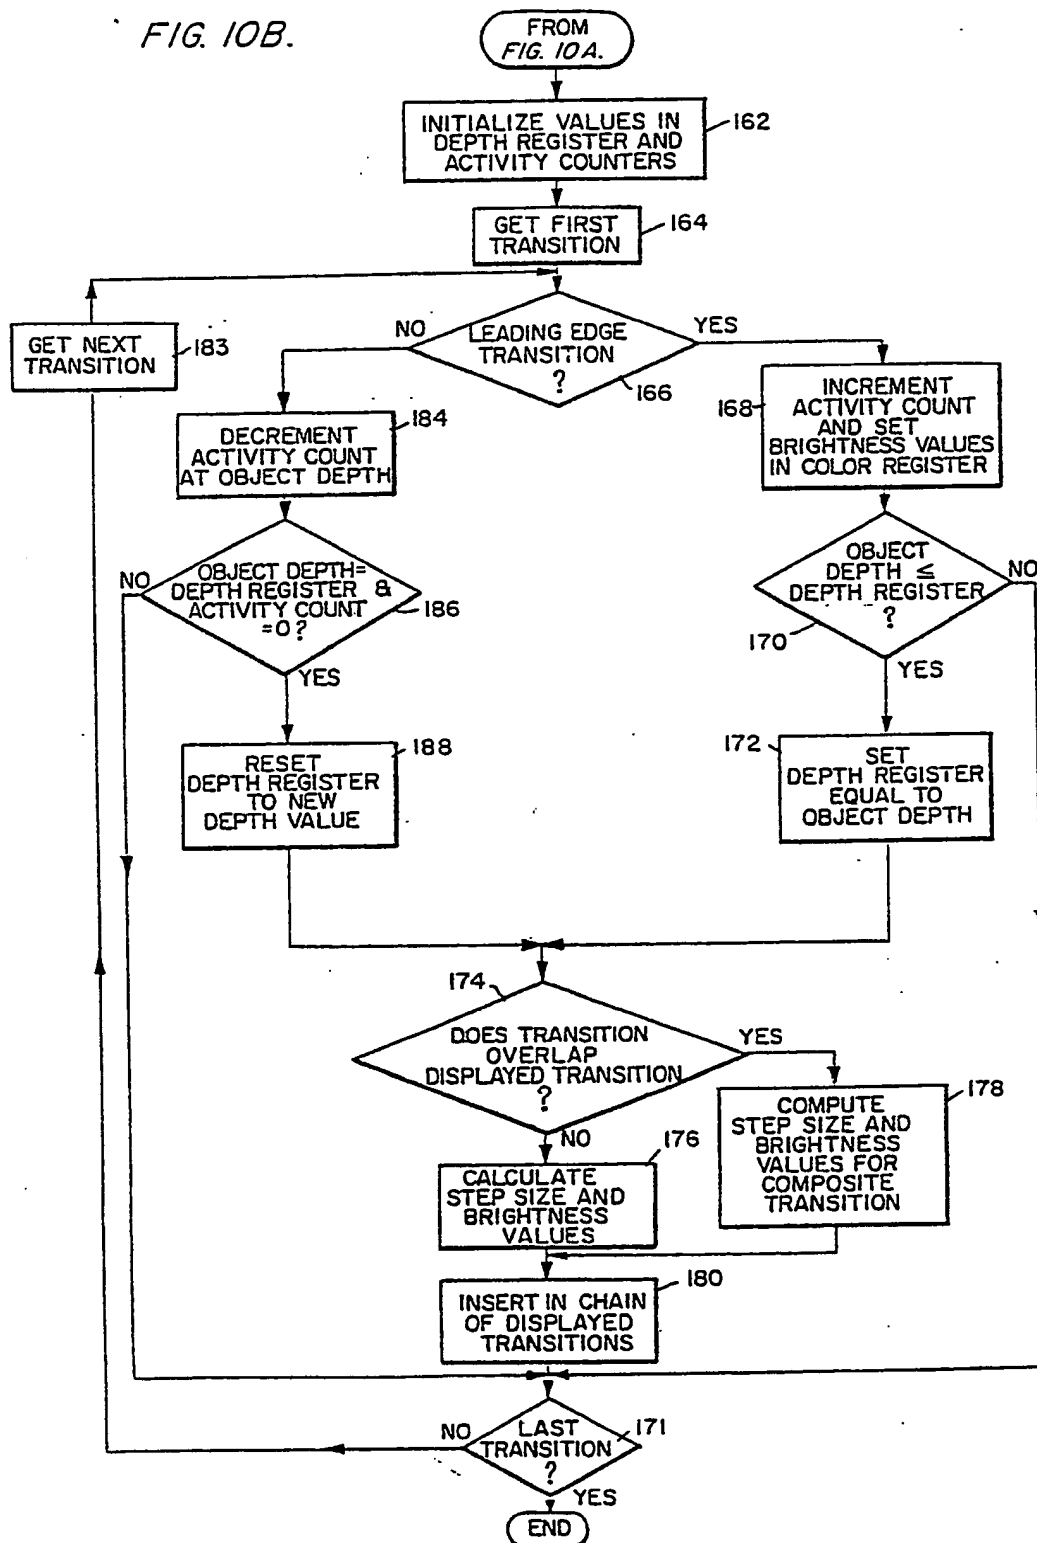 FIG. 10B.
FROM
FIG. 10A.
INITIALIZE VALUES IN
DEPTH REGISTER AND
ACTIVITY COUNTERS
162
GET FIRST
TRANSITION
164
GET NEXT
TRANSITION
183
NO
LEADING EDGE
TRANSITION
?
166
YES
DECREMENT
ACTIVITY COUNT
AT OBJECT DEPTH
184
168
INCREMENT
ACTIVITY COUNT
AND SET
BRIGHTNESS VALUES
IN COLOR REGISTER
NO
OBJECT DEPTH=
DEPTH REGISTER &
ACTIVITY COUNT
=0?
186
YES
OBJECT
DEPTH ≤
DEPTH REGISTER
?
NO
170
YES
RESET
DEPTH REGISTER
TO NEW
DEPTH VALUE
188
172
SET
DEPTH REGISTER
EQUAL TO
OBJECT DEPTH
174
DOES TRANSITION
OVERLAP
DISPLAYED TRANSITION
?
YES
NO
176
CALCULATE
STEP SIZE AND
BRIGHTNESS
VALUES
178
COMPUTE
STEP SIZE AND
BRIGHTNESS
VALUES FOR
COMPOSITE
TRANSITION
180
INSERT IN CHAIN
OF DISPLAYED
TRANSITIONS
NO
LAST
TRANSITION
?
171
YES
END